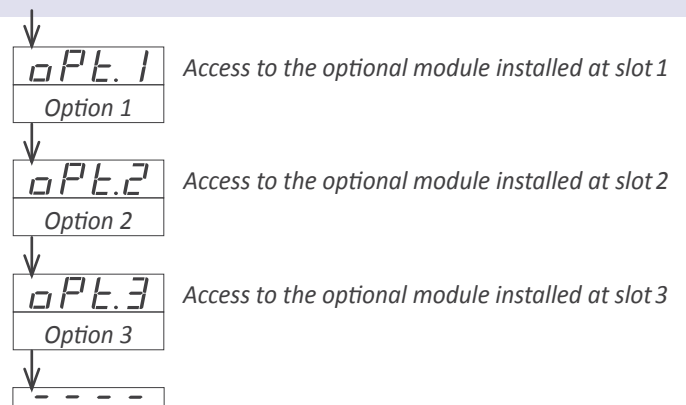 oPt. 1 Access to the optional module installed at slot 1
Option 1
oPt.2 Access to the optional module installed at slot 2
Option 2
oPt.3 Access to the optional module installed at slot 3
Option 3
- - - -